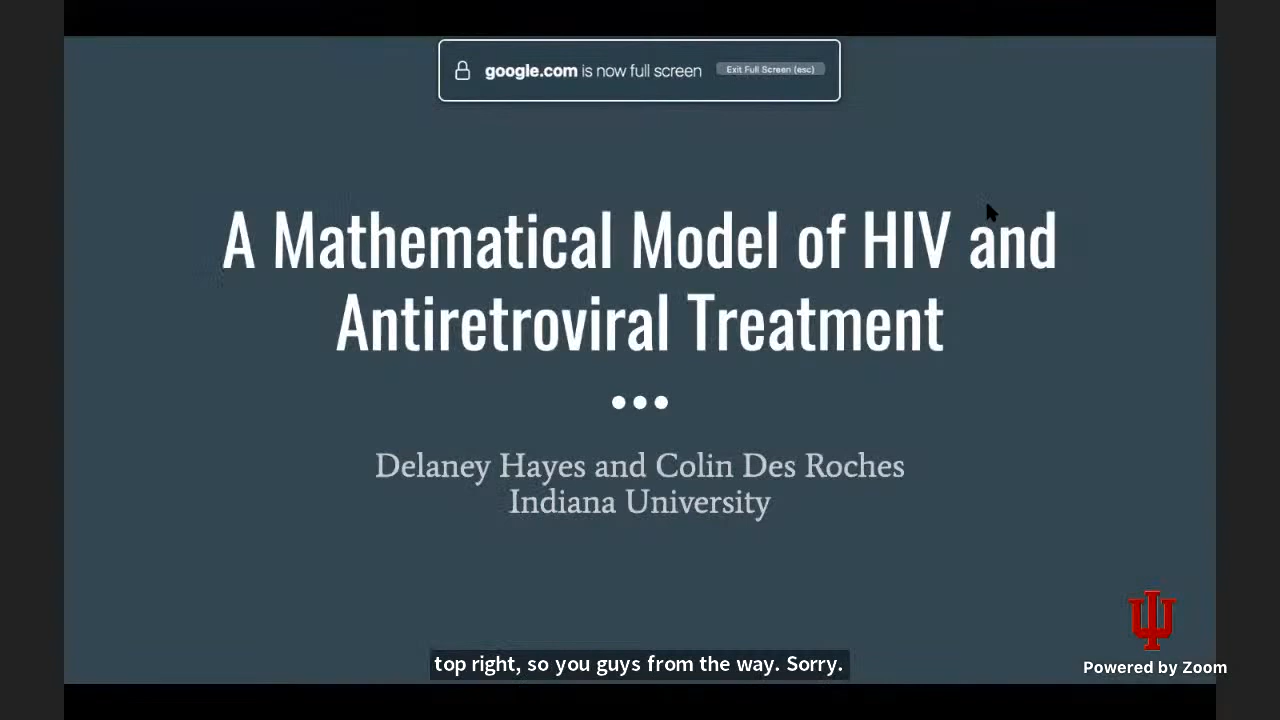 google.com is now full screen Exit Full Screen (esc)
A Mathematical Model of HIV and
Antiretroviral Treatment
Delaney Hayes and Colin Des Roches
Indiana University
top right, so you guys from the way. Sorry.
Powered by Zoom